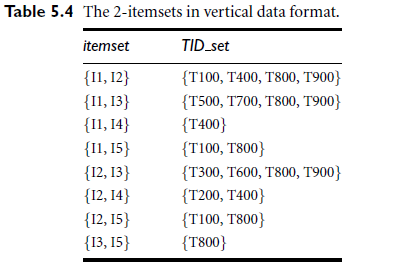 Table 5.4 The 2-itemsets in vertical data format.
itemset TID_set
{I1, I2} {T100, T400, T800, T900}
{I1, I3} {T500, T700, T800, T900}
{I1, I4} {T400}
{I1, I5} {T100, T800}
{I2, I3} {T300, T600, T800, T900}
{I2, I4} {T200, T400}
{I2, I5} {T100, T800}
{I3, I5} {T800}